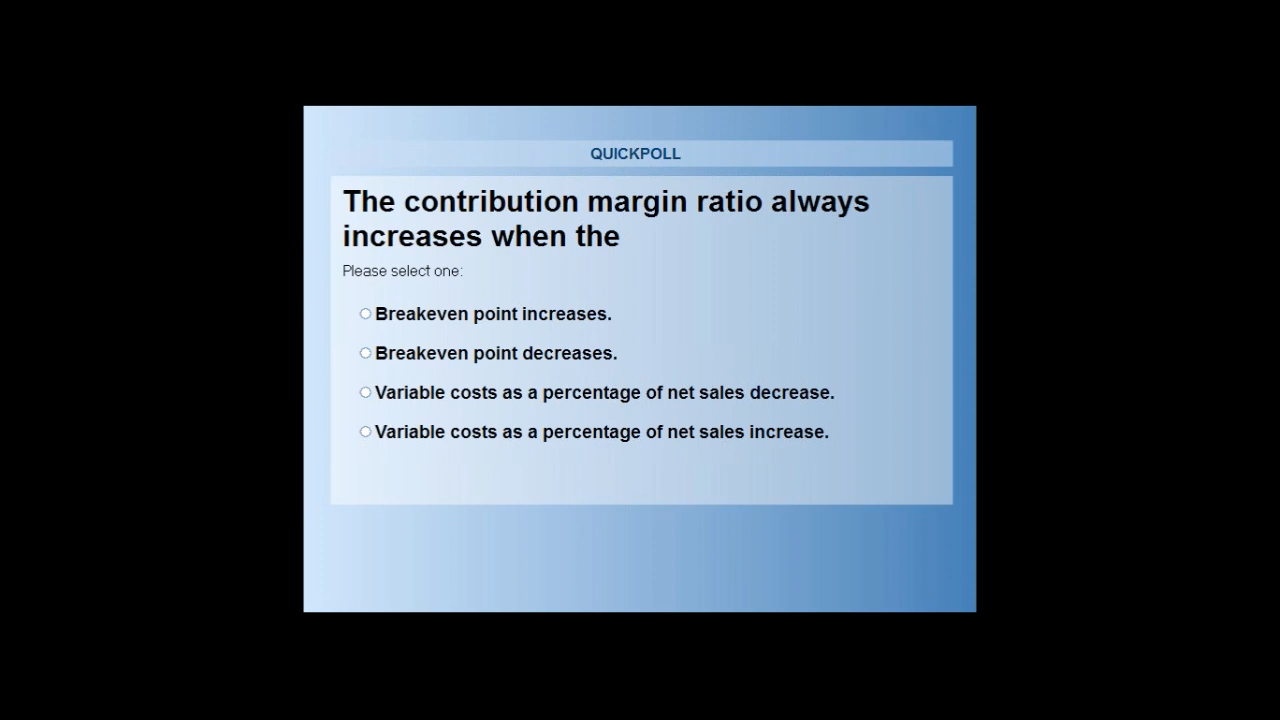 QUICKPOLL
The contribution margin ratio always
increases when the
Please select one:
Breakeven point increases.
Breakeven point decreases.
Variable costs as a percentage of net sales decrease.
Variable costs as a percentage of net sales increase.